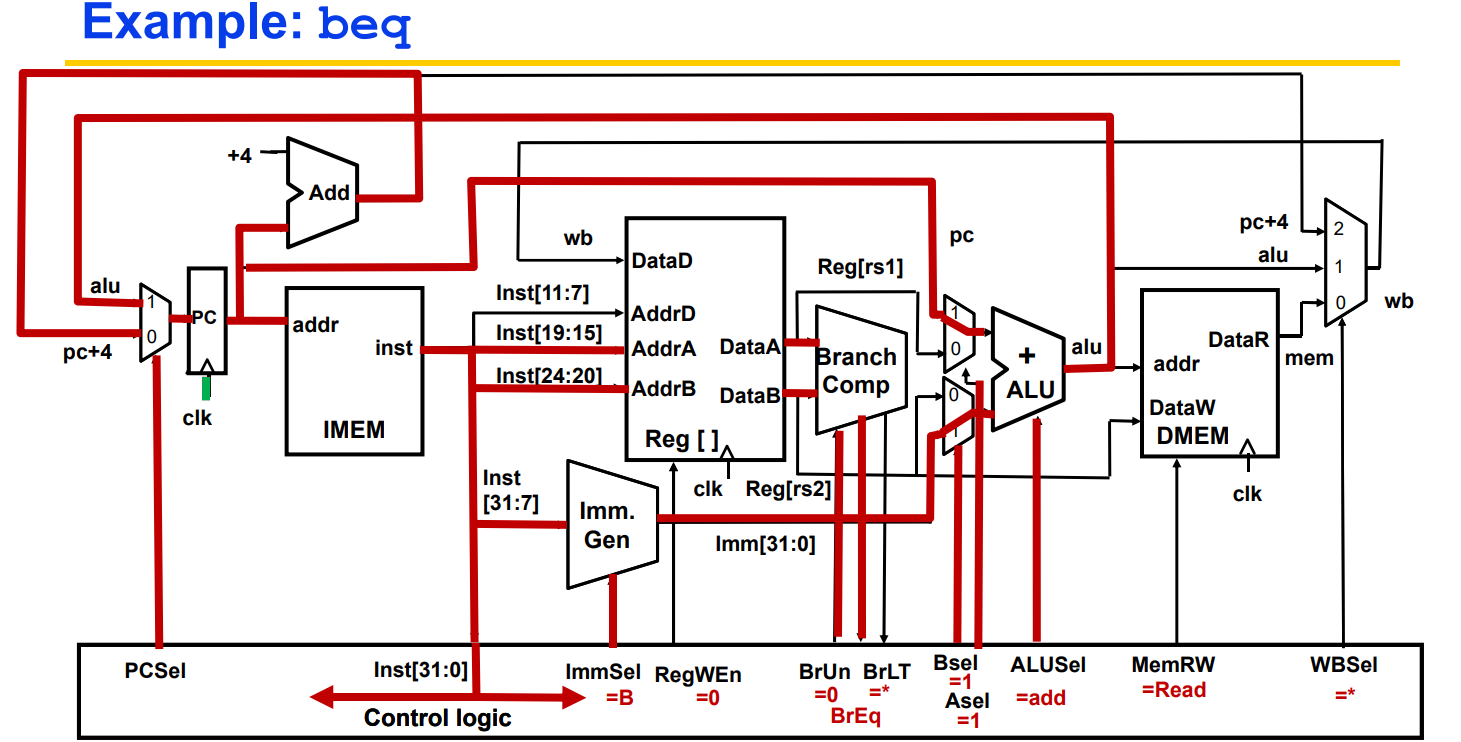 Example: beq
+4
Add
pc
pc+4
2
wb
DataD
Reg[rs1]
alu
1
alu
1
PC
0
pc+4
clk
addr
inst
IMEM
Inst[11:7]
AddrD
Inst[19:15]
AddrA
DataA
Inst[24:20]
AddrB
DataB
Reg [ ]
clk
Branch
Comp
1
0
0
1
+
ALU
alu
addr
DataW
DataR
DMEM
clk
0
mem
wb
Inst
[31:7]
Imm.
Gen
Reg[rs2]
Imm[31:0]
PCSel
Inst[31:0]
Control logic
ImmSel
=B
RegWEn
=0
BrUn
=0
BrLT
=*
BrEq
Bsel
=1
Asel
=1
ALUSel
=add
MemRW
=Read
WBSel
=*